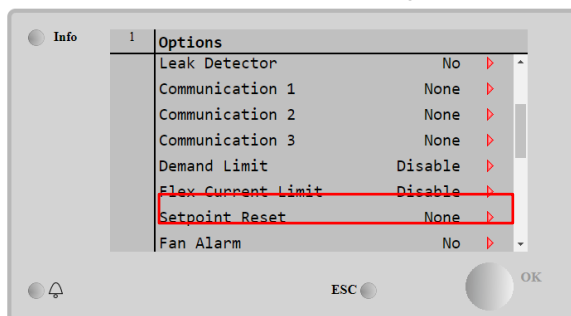 Info
1 Options
Leak Detector No
Communication 1 None
Communication 2 None
Communication 3 None
Demand Limit Disable
Flex Current Limit Disable
Setpoint Reset None
Fan Alarm No
ESC
OK